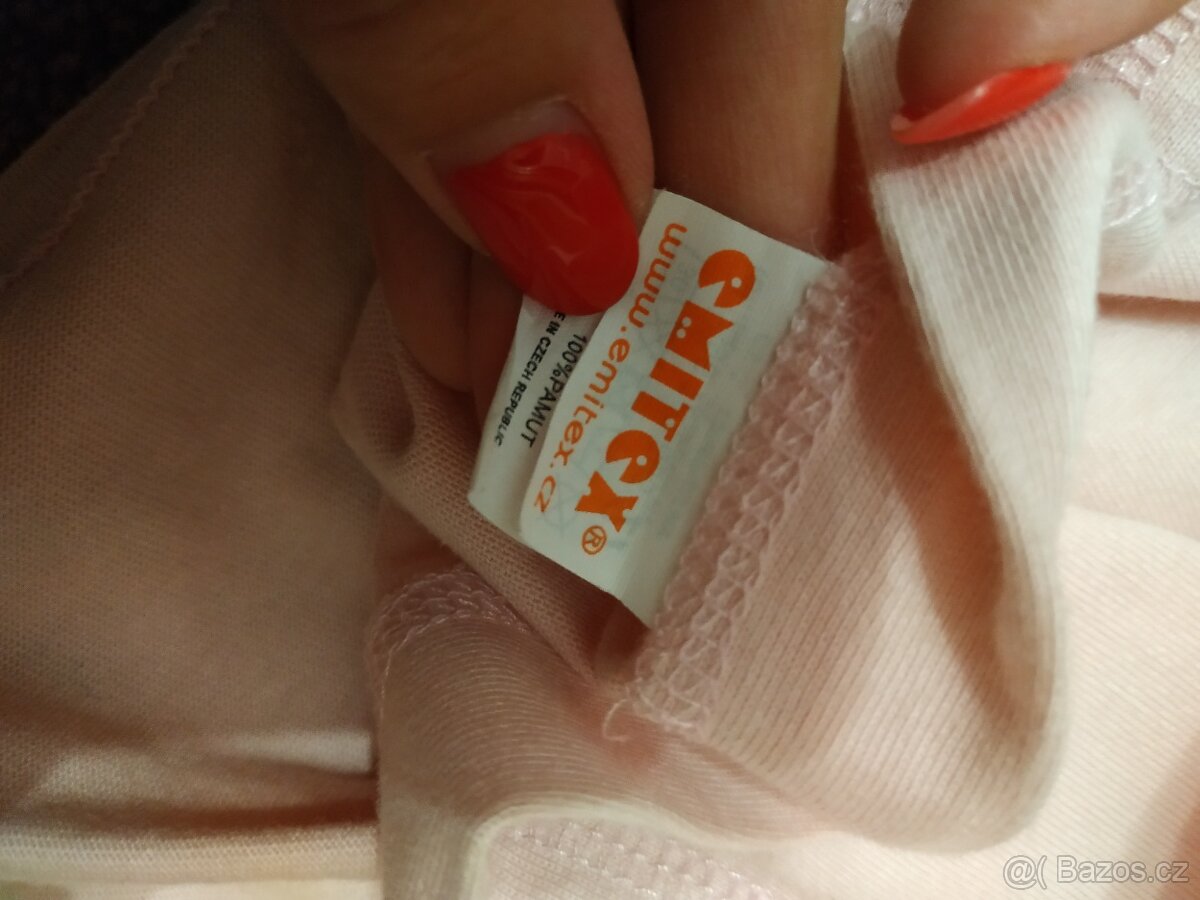 eMITeX®
www.emitex.cz
100%PAMUT
E IN CZECH REPUBLIC
@( Bazos.cz